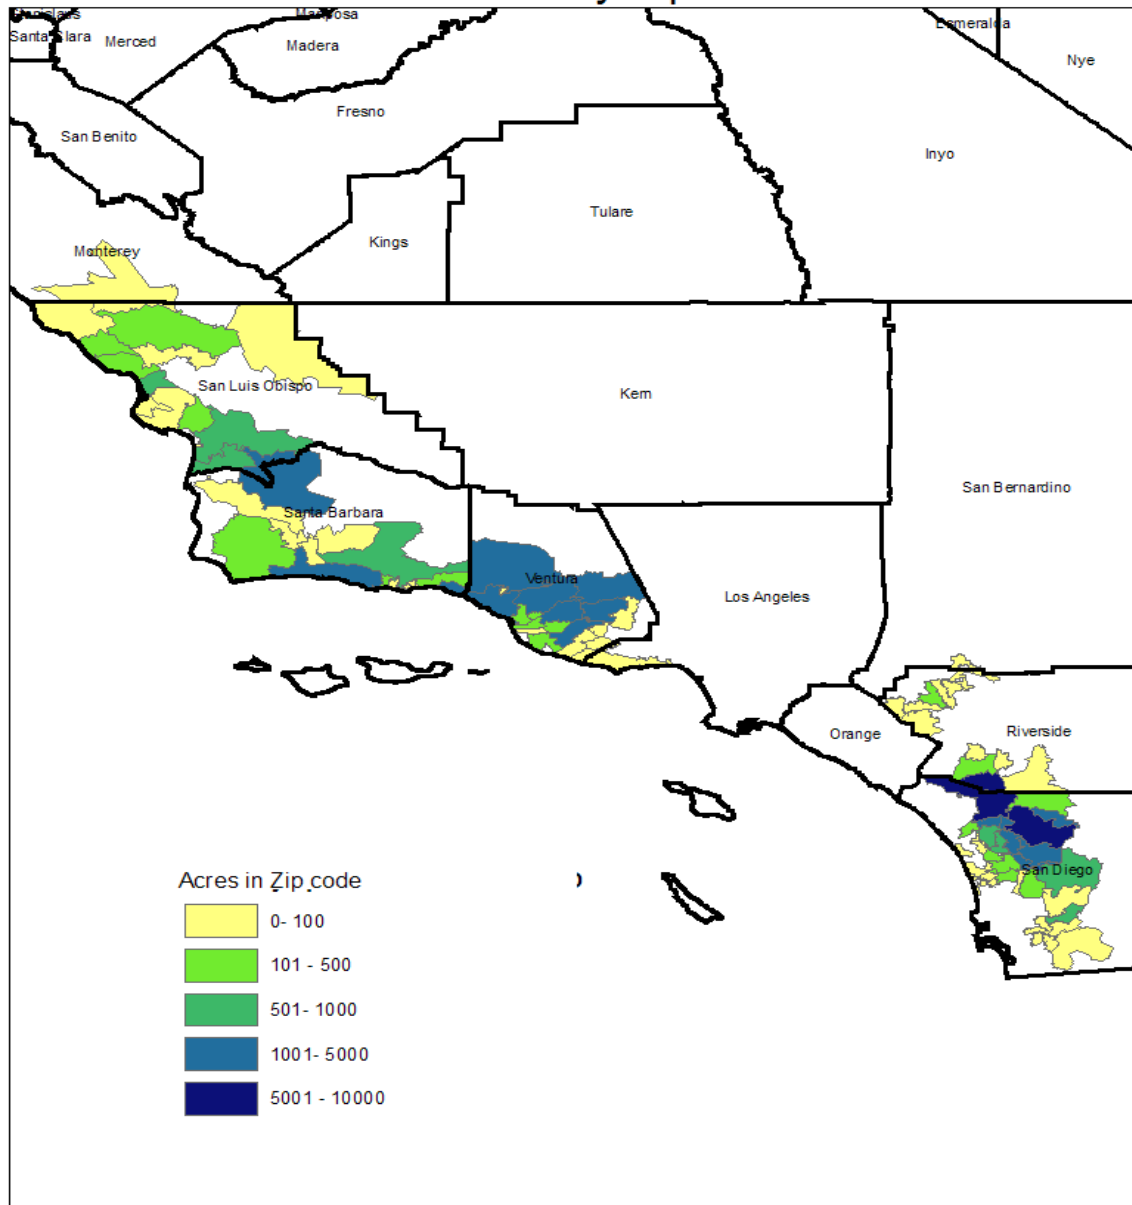 Stanislaus
Mariposa
Esmeralda
Santa Clara
Merced
Madera
Nye
Fresno
San Benito
Inyo
Tulare
Kings
Monterey
San Luis Obispo
Kern
San Bernardino
Santa Barbara
Ventura
Los Angeles
Orange
Riverside
San Diego
Acres in Zip code
0- 100
101 - 500
501- 1000
1001- 5000
5001 - 10000